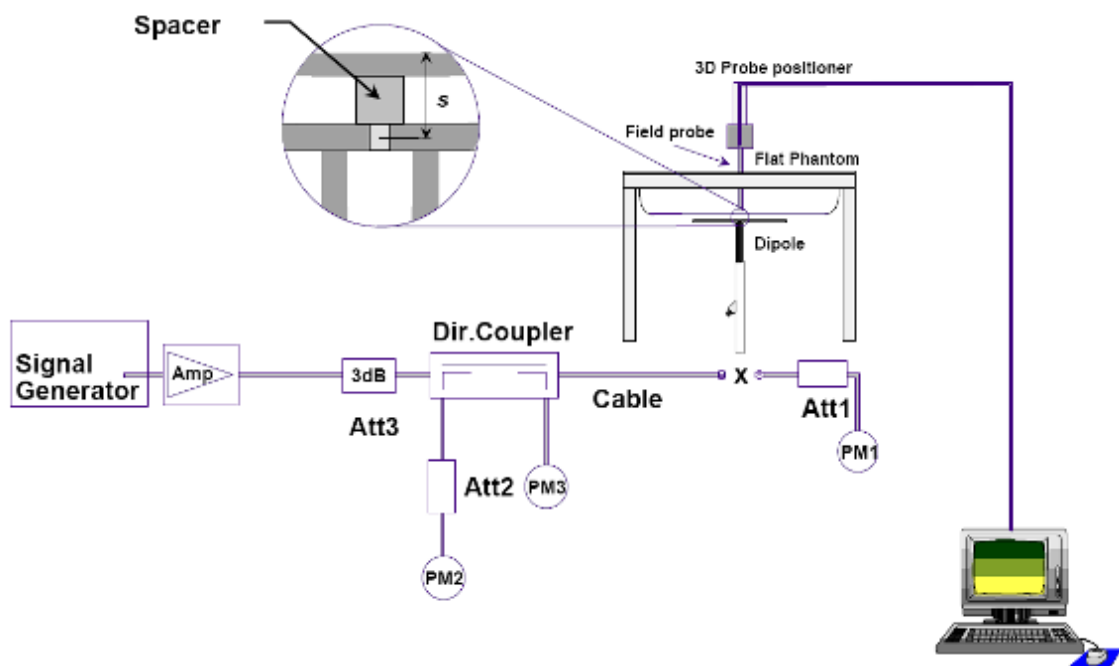 Spacer
s
3D Probe positioner
Field probe
Flat Phantom
Dipole
Dir.Coupler
Signal
Generator
Amp
3dB
Att3
Cable
X
Att1
PM1
Att2
PM3
PM2